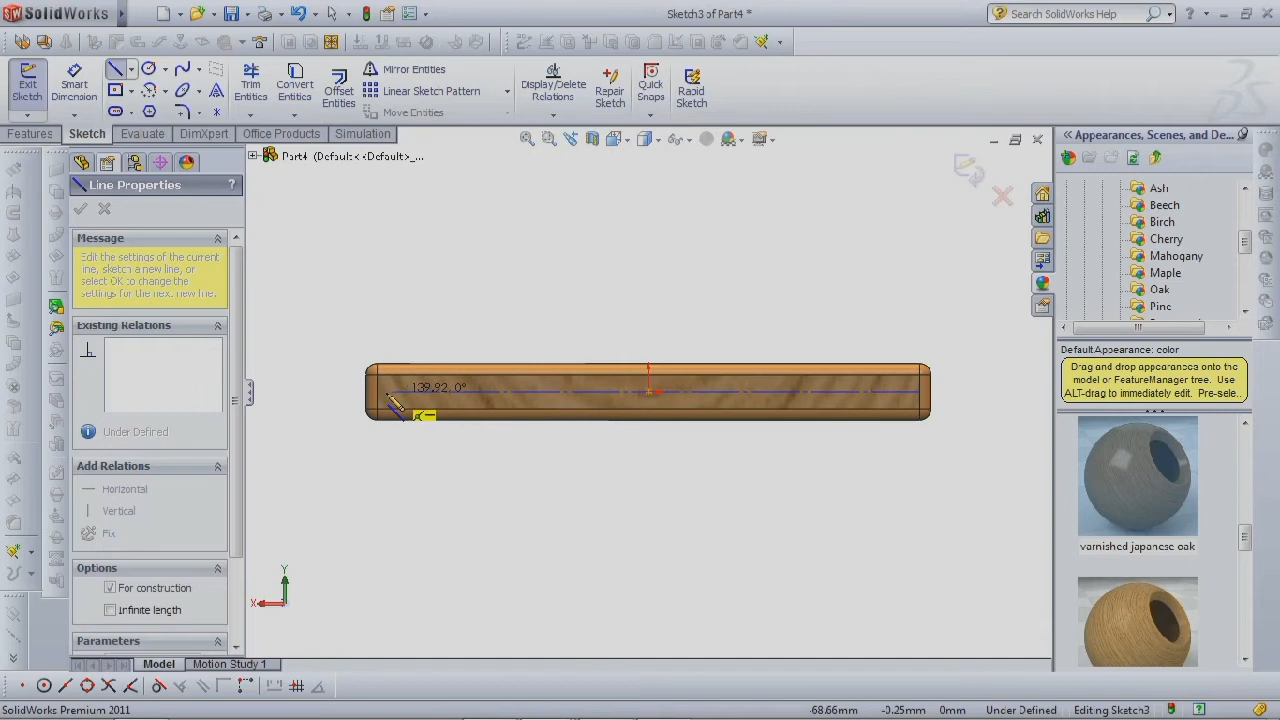 SolidWorks
Sketch3 of Part4 *
Search SolidWorks Help
Exit Sketch
Smart Dimension
Trim Entities
Convert Entities
Offset Entities
Mirror Entities
Linear Sketch Pattern
Move Entities
Display/Delete Relations
Repair Sketch
Quick Snaps
Rapid Sketch
Features
Sketch
Evaluate
DimXpert
Office Products
Simulation
Line Properties
?
Message
Edit the settings of the current
line, sketch a new line, or
select OK to change the
settings for the next new line.
Existing Relations
Under Defined
Add Relations
Horizontal
Vertical
Fix
Options
For construction
Infinite length
Parameters
Part4 (Default<<Default>_...
139.92, 0°
Y
X
Appearances, Scenes, and De...
Ash
Beech
Birch
Cherry
Mahogany
Maple
Oak
Pine
DefaultAppearance: color
Drag and drop appearances onto the
model or FeatureManager tree. Use
ALT-drag to immediately edit. Pre-sele..
varnished japanese oak
Model
Motion Study 1
SolidWorks Premium 2011
-68.66mm
-0.25mm
0mm
Under Defined
Editing Sketch3